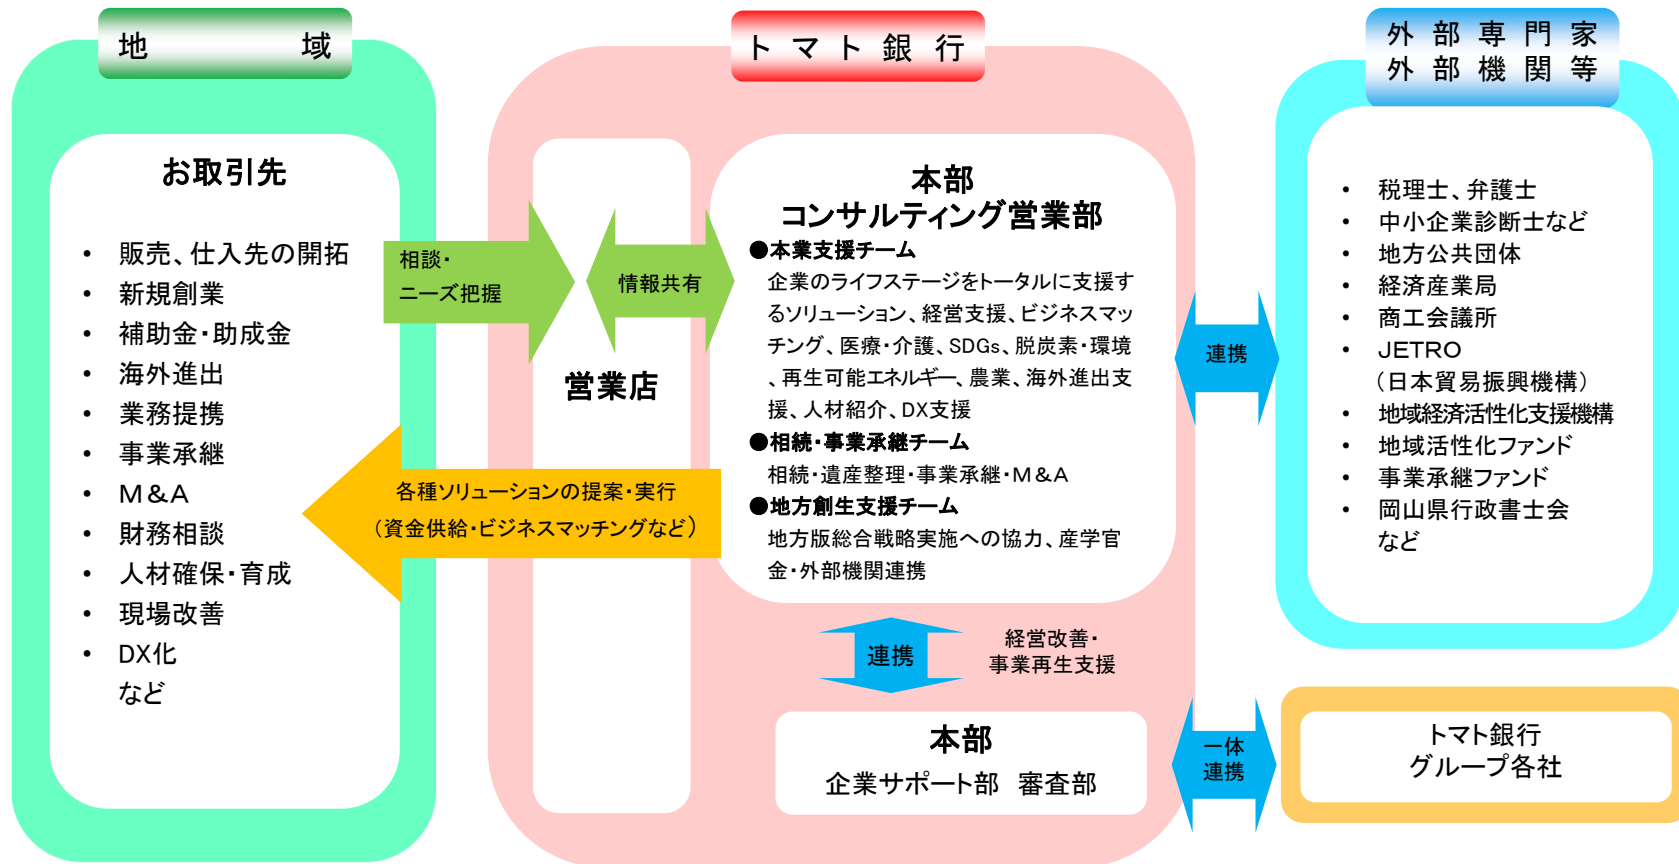 地　域
お取引先
• 販売、仕入先の開拓
• 新規創業
• 補助金・助成金
• 海外進出
• 業務提携
• 事業承継
• M&A
• 財務相談
• 人材確保・育成
• 現場改善
• DX化
など
相談・
ニーズ把握
トマト銀行
営業店
情報共有
各種ソリューションの提案・実行
（資金供給・ビジネスマッチングなど）
本部
コンサルティング営業部
●本業支援チーム
企業のライフステージをトータルに支援す
るソリューション、経営支援、ビジネスマッ
チング、医療・介護、SDGs、脱炭素・環境
、再生可能エネルギー、農業、海外進出支
援、人材紹介、DX支援
●相続・事業承継チーム
相続・遺産整理・事業承継・M&A
●地方創生支援チーム
地方版総合戦略実施への協力、産学官
金・外部機関連携
連携
経営改善・
事業再生支援
本部
企業サポート部　審査部
連携
外部専門家
外部機関等
• 税理士、弁護士
• 中小企業診断士など
• 地方公共団体
• 経済産業局
• 商工会議所
• JETRO
（日本貿易振興機構）
• 地域経済活性化支援機構
• 地域活性化ファンド
• 事業承継ファンド
• 岡山県行政書士会
など
一体
連携
トマト銀行
グループ各社